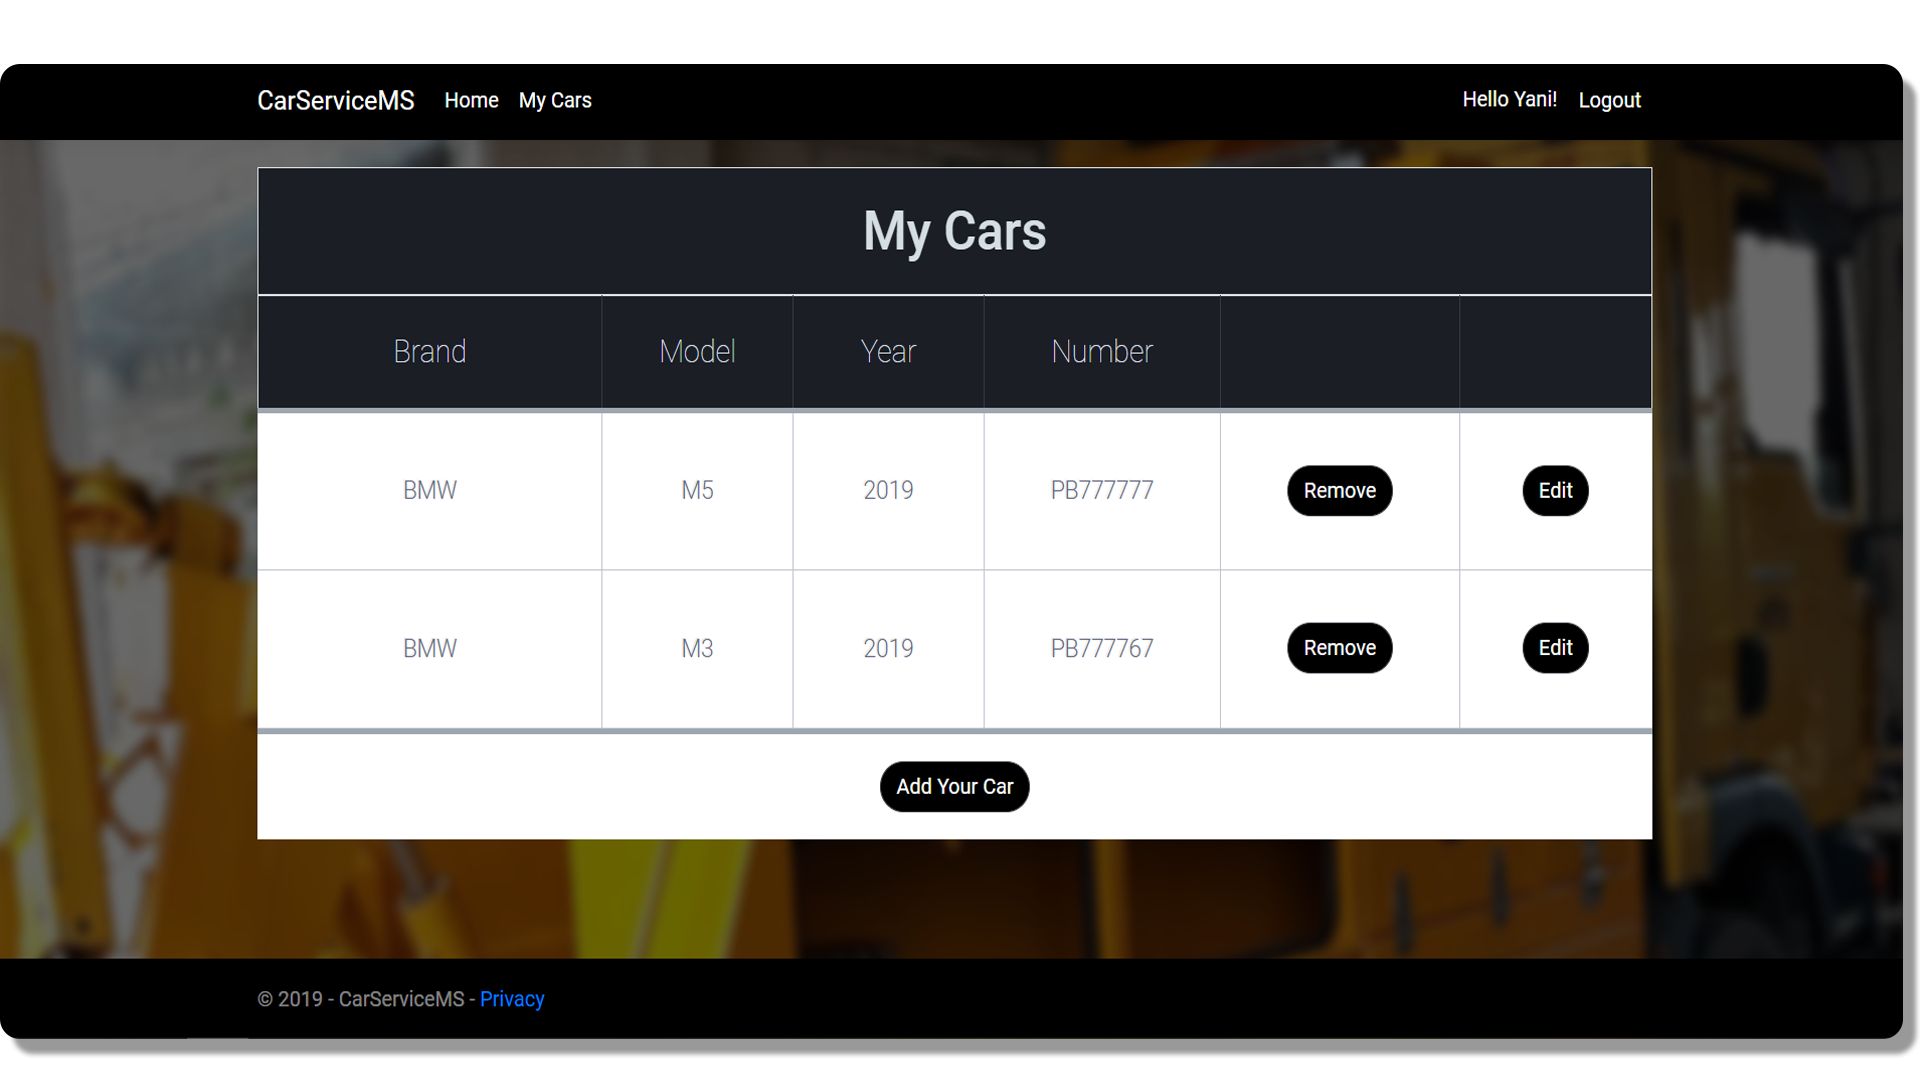 CarServiceMS Home My Cars Hello Yani! Logout
My Cars
Brand Model Year Number
BMW M5 2019 PB777777 Remove Edit
BMW M3 2019 PB777767 Remove Edit
Add Your Car
© 2019 - CarServiceMS - Privacy